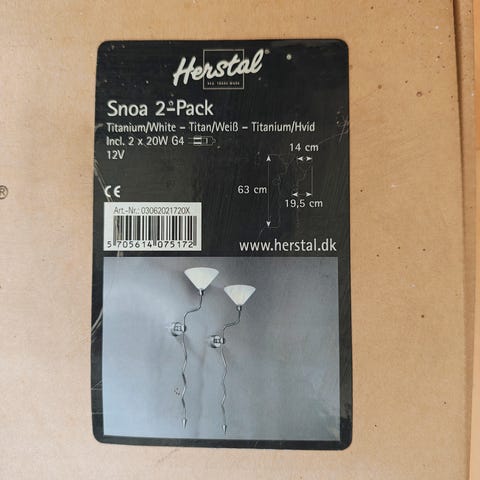 Herstal
REG. TRADE MARK
Snoa 2-Pack
Titanium/White – Titan/Weiß – Titanium/Hvid
Incl. 2 x 20W G4
12V
14 cm
63 cm
19,5 cm
CE
Art.-Nr.: 03062021720X
5 705614 075172
www.herstal.dk
®